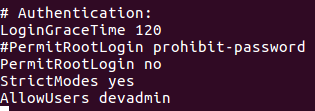 # Authentication:
LoginGraceTime 120
#PermitRootLogin prohibit-password
PermitRootLogin no
StrictModes yes
AllowUsers devadmin